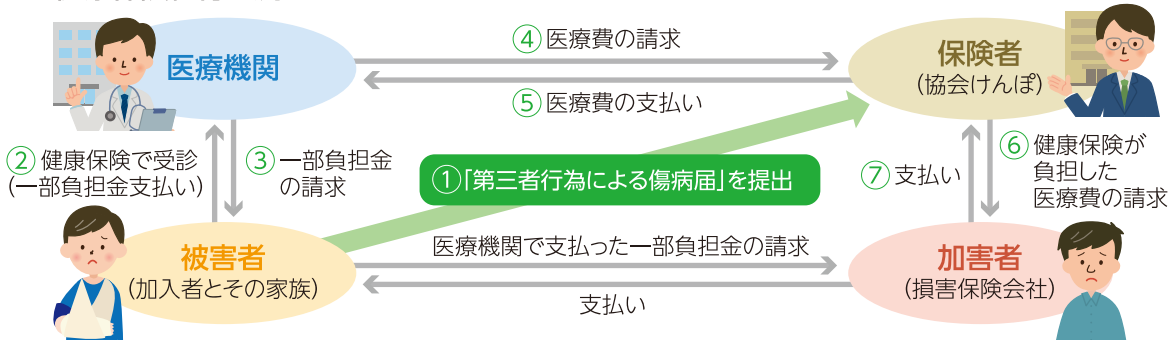 医療機関
④ 医療費の請求
⑤ 医療費の支払い
保険者
(協会けんぽ)
② 健康保険で受診
(一部負担金支払い)
③ 一部負担金
の請求
①「第三者行為による傷病届」を提出
⑦ 支払い
⑥ 健康保険が
負担した
医療費の請求
被害者
(加入者とその家族)
医療機関で支払った一部負担金の請求
支払い
加害者
(損害保険会社)